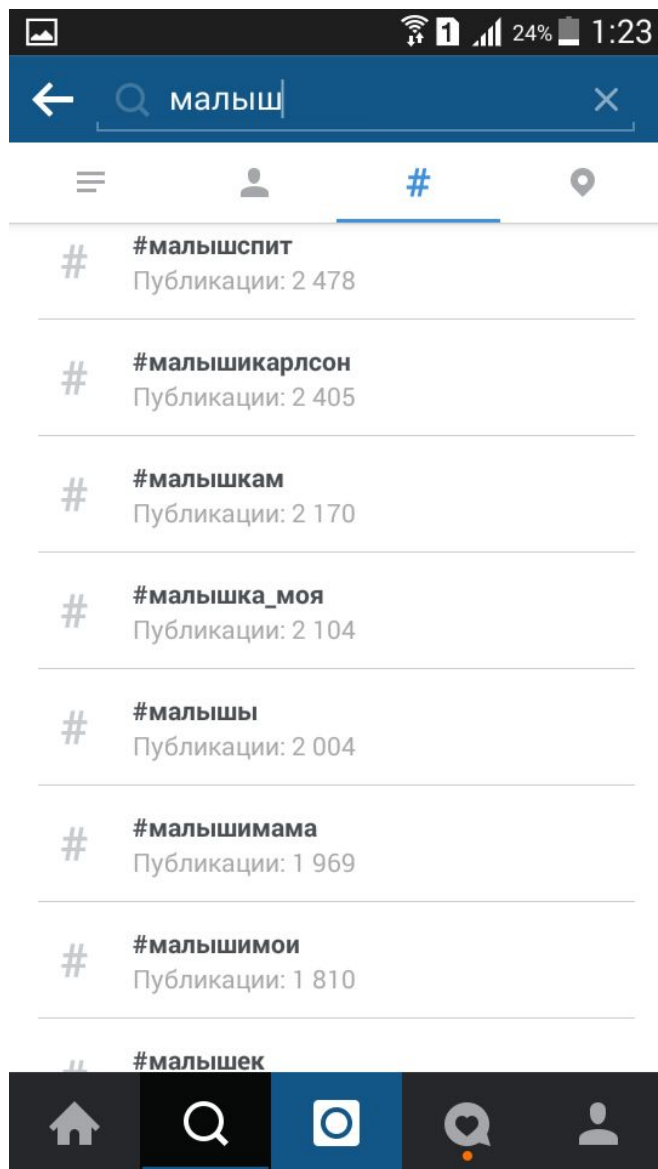 1 24% 1:23
малыш
#
# #малышспит
Публикации: 2 478
# #малышикарлсон
Публикации: 2 405
# #малышкам
Публикации: 2 170
# #малышка_моя
Публикации: 2 104
# #малышы
Публикации: 2 004
# #малышимама
Публикации: 1 969
# #малышимои
Публикации: 1 810
# #малышек